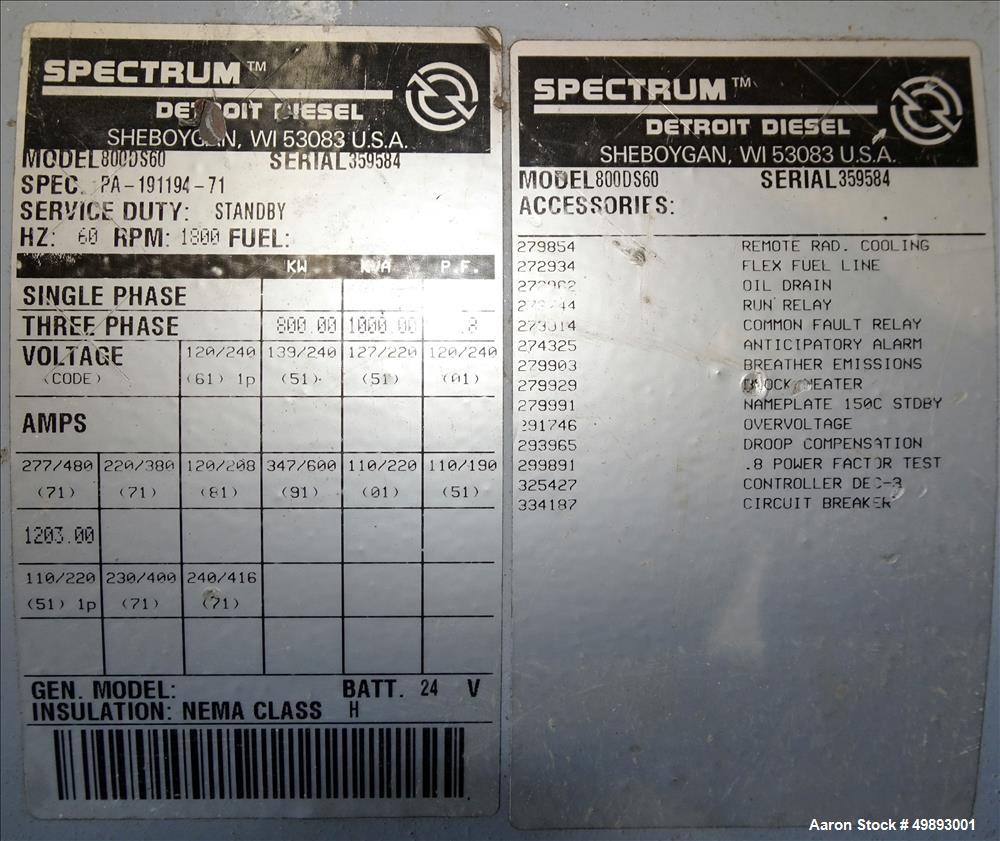 SPECTRUM™
DETROIT DIESEL
SHEBOYGAN, WI 53083 U.S.A.
MODEL 800DS60 SERIAL 359584
SPEC. PA-191194-71
SERVICE DUTY: STANDBY
HZ: 60 RPM: 1800 FUEL:
KW KVA P.F.
SINGLE PHASE
THREE PHASE 800.00 1000.00 .8
VOLTAGE 120/240 139/240 127/220 120/240
(CODE) (61) 1p (51) (51) (01)
AMPS
277/480 220/380 120/208 347/600 110/220 110/190
(71) (71) (81) (91) (01) (51)
1203.00
110/220 230/400 240/416
(51) 1p (71) (71)
GEN. MODEL: BATT. 24 V
INSULATION: NEMA CLASS H
SPECTRUM™
DETROIT DIESEL
SHEBOYGAN, WI 53083 U.S.A.
MODEL 800DS60 SERIAL 359584
ACCESSORIES:
279854 REMOTE RAD. COOLING
272934 FLEX FUEL LINE
OIL DRAIN
RUN RELAY
COMMON FAULT RELAY
274325 ANTICIPATORY ALARM
279903 BREATHER EMISSIONS
279929 BLOCK HEATER
279991 NAMEPLATE 150C STDBY
291746 OVERVOLTAGE
293965 DROOP COMPENSATION
299891 .8 POWER FACTOR TEST
325427 CONTROLLER DEC-3
334187 CIRCUIT BREAKER
Aaron Stock # 49893001